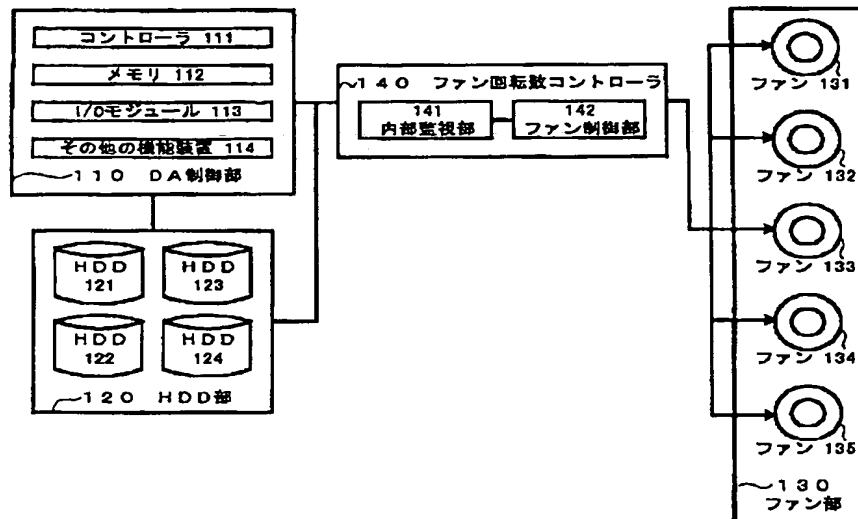 コントローラ 111
メモリ 112
I/Oモジュール 113
その他の機能装置 114
110 DA制御部
HDD
121
HDD
123
HDD
122
HDD
124
120 HDD部
140 ファン回転数コントローラ
141
内部監視部
142
ファン制御部
ファン 131
ファン 132
ファン 133
ファン 134
ファン 135
130
ファン部